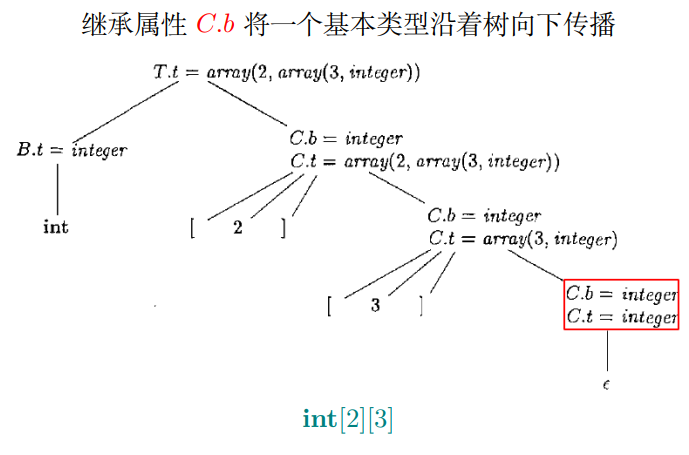 继承属性 C.b 将一个基本类型沿着树向下传播
T.t = array(2, array(3, integer))
B.t = integer
C.b = integer
C.t = array(2, array(3, integer))
int
[ 2 ]
C.b = integer
C.t = array(3, integer)
[ 3 ]
C.b = integer
C.t = integer
ϵ
int[2][3]